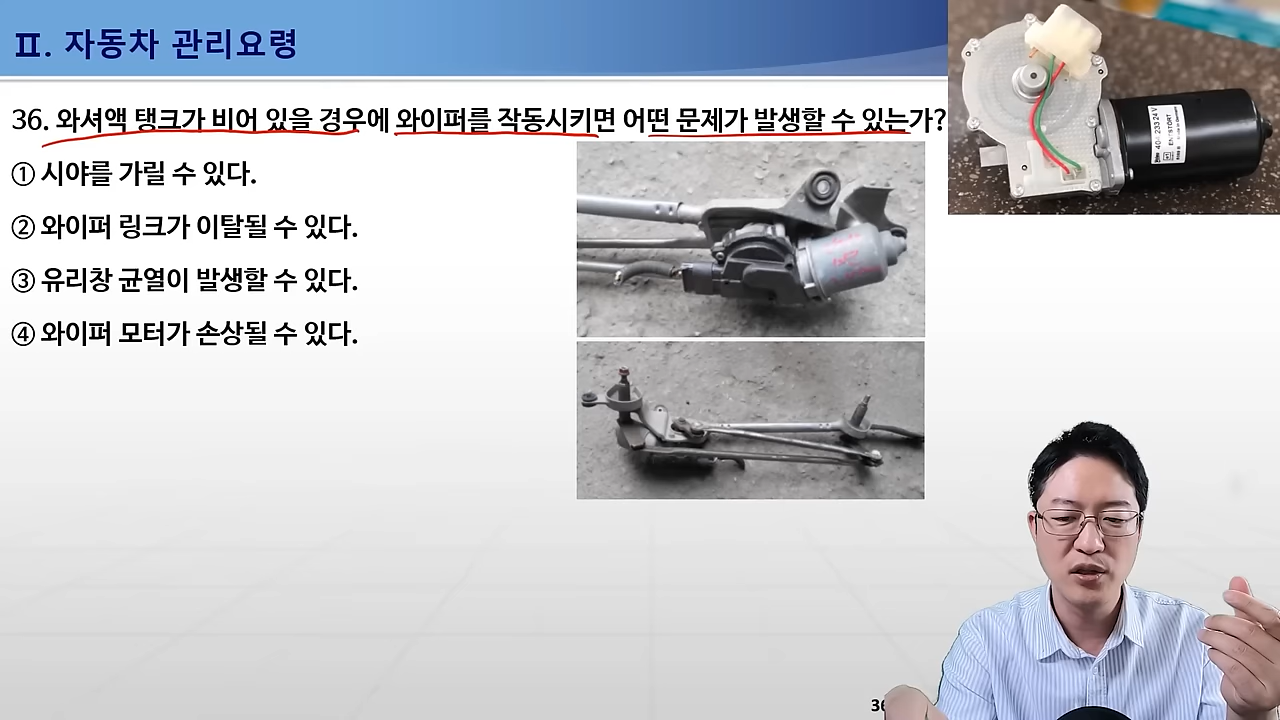 Ⅱ. 자동차 관리요령
36. 와셔액 탱크가 비어 있을 경우에 와이퍼를 작동시키면 어떤 문제가 발생할 수 있는가?
① 시야를 가릴 수 있다.
② 와이퍼 링크가 이탈될 수 있다.
③ 유리창 균열이 발생할 수 있다.
④ 와이퍼 모터가 손상될 수 있다.
36